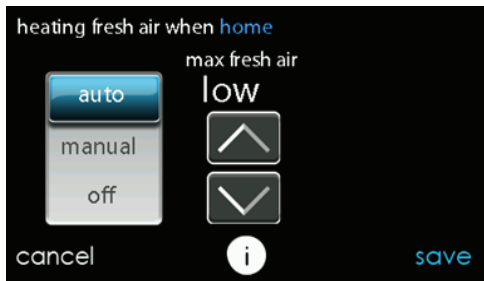 heating fresh air when home
max fresh air
low
auto
manual
off
cancel
i
save